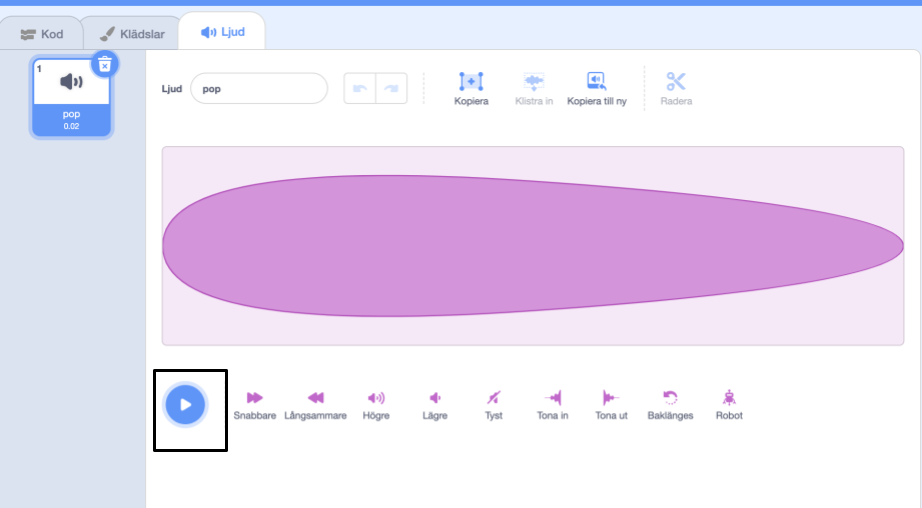 Kod
Klädslar
Ljud
1
pop
0.02
Ljud
pop
Kopiera
Klistra in
Kopiera till ny
Radera
Snabbare
Långsammare
Högre
Lägre
Tyst
Tona in
Tona ut
Baklänges
Robot